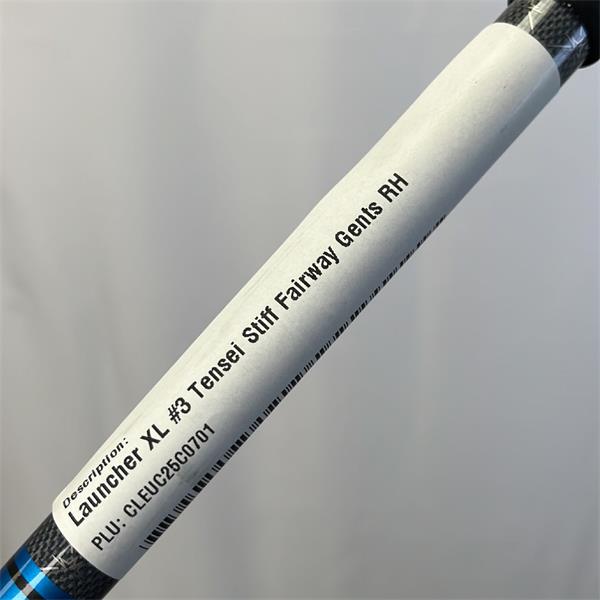 Description:
Launcher XL #3 Tensei Stiff Fairway Gents RH
PLU: CLEUC25C0701